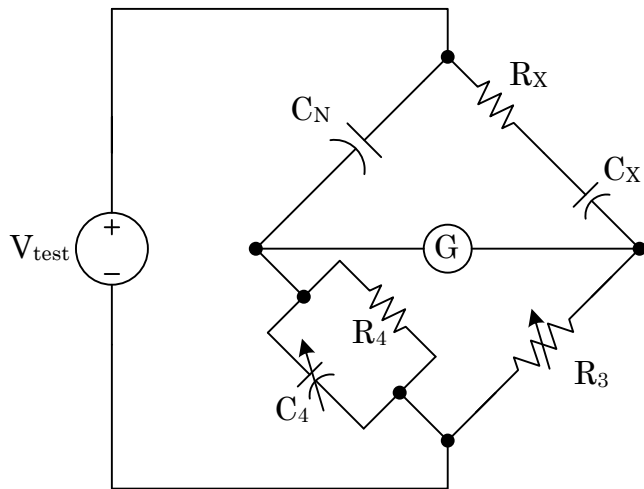 R_X
C_N
C_X
V_test
+
−
G
R_4
R_3
C_4